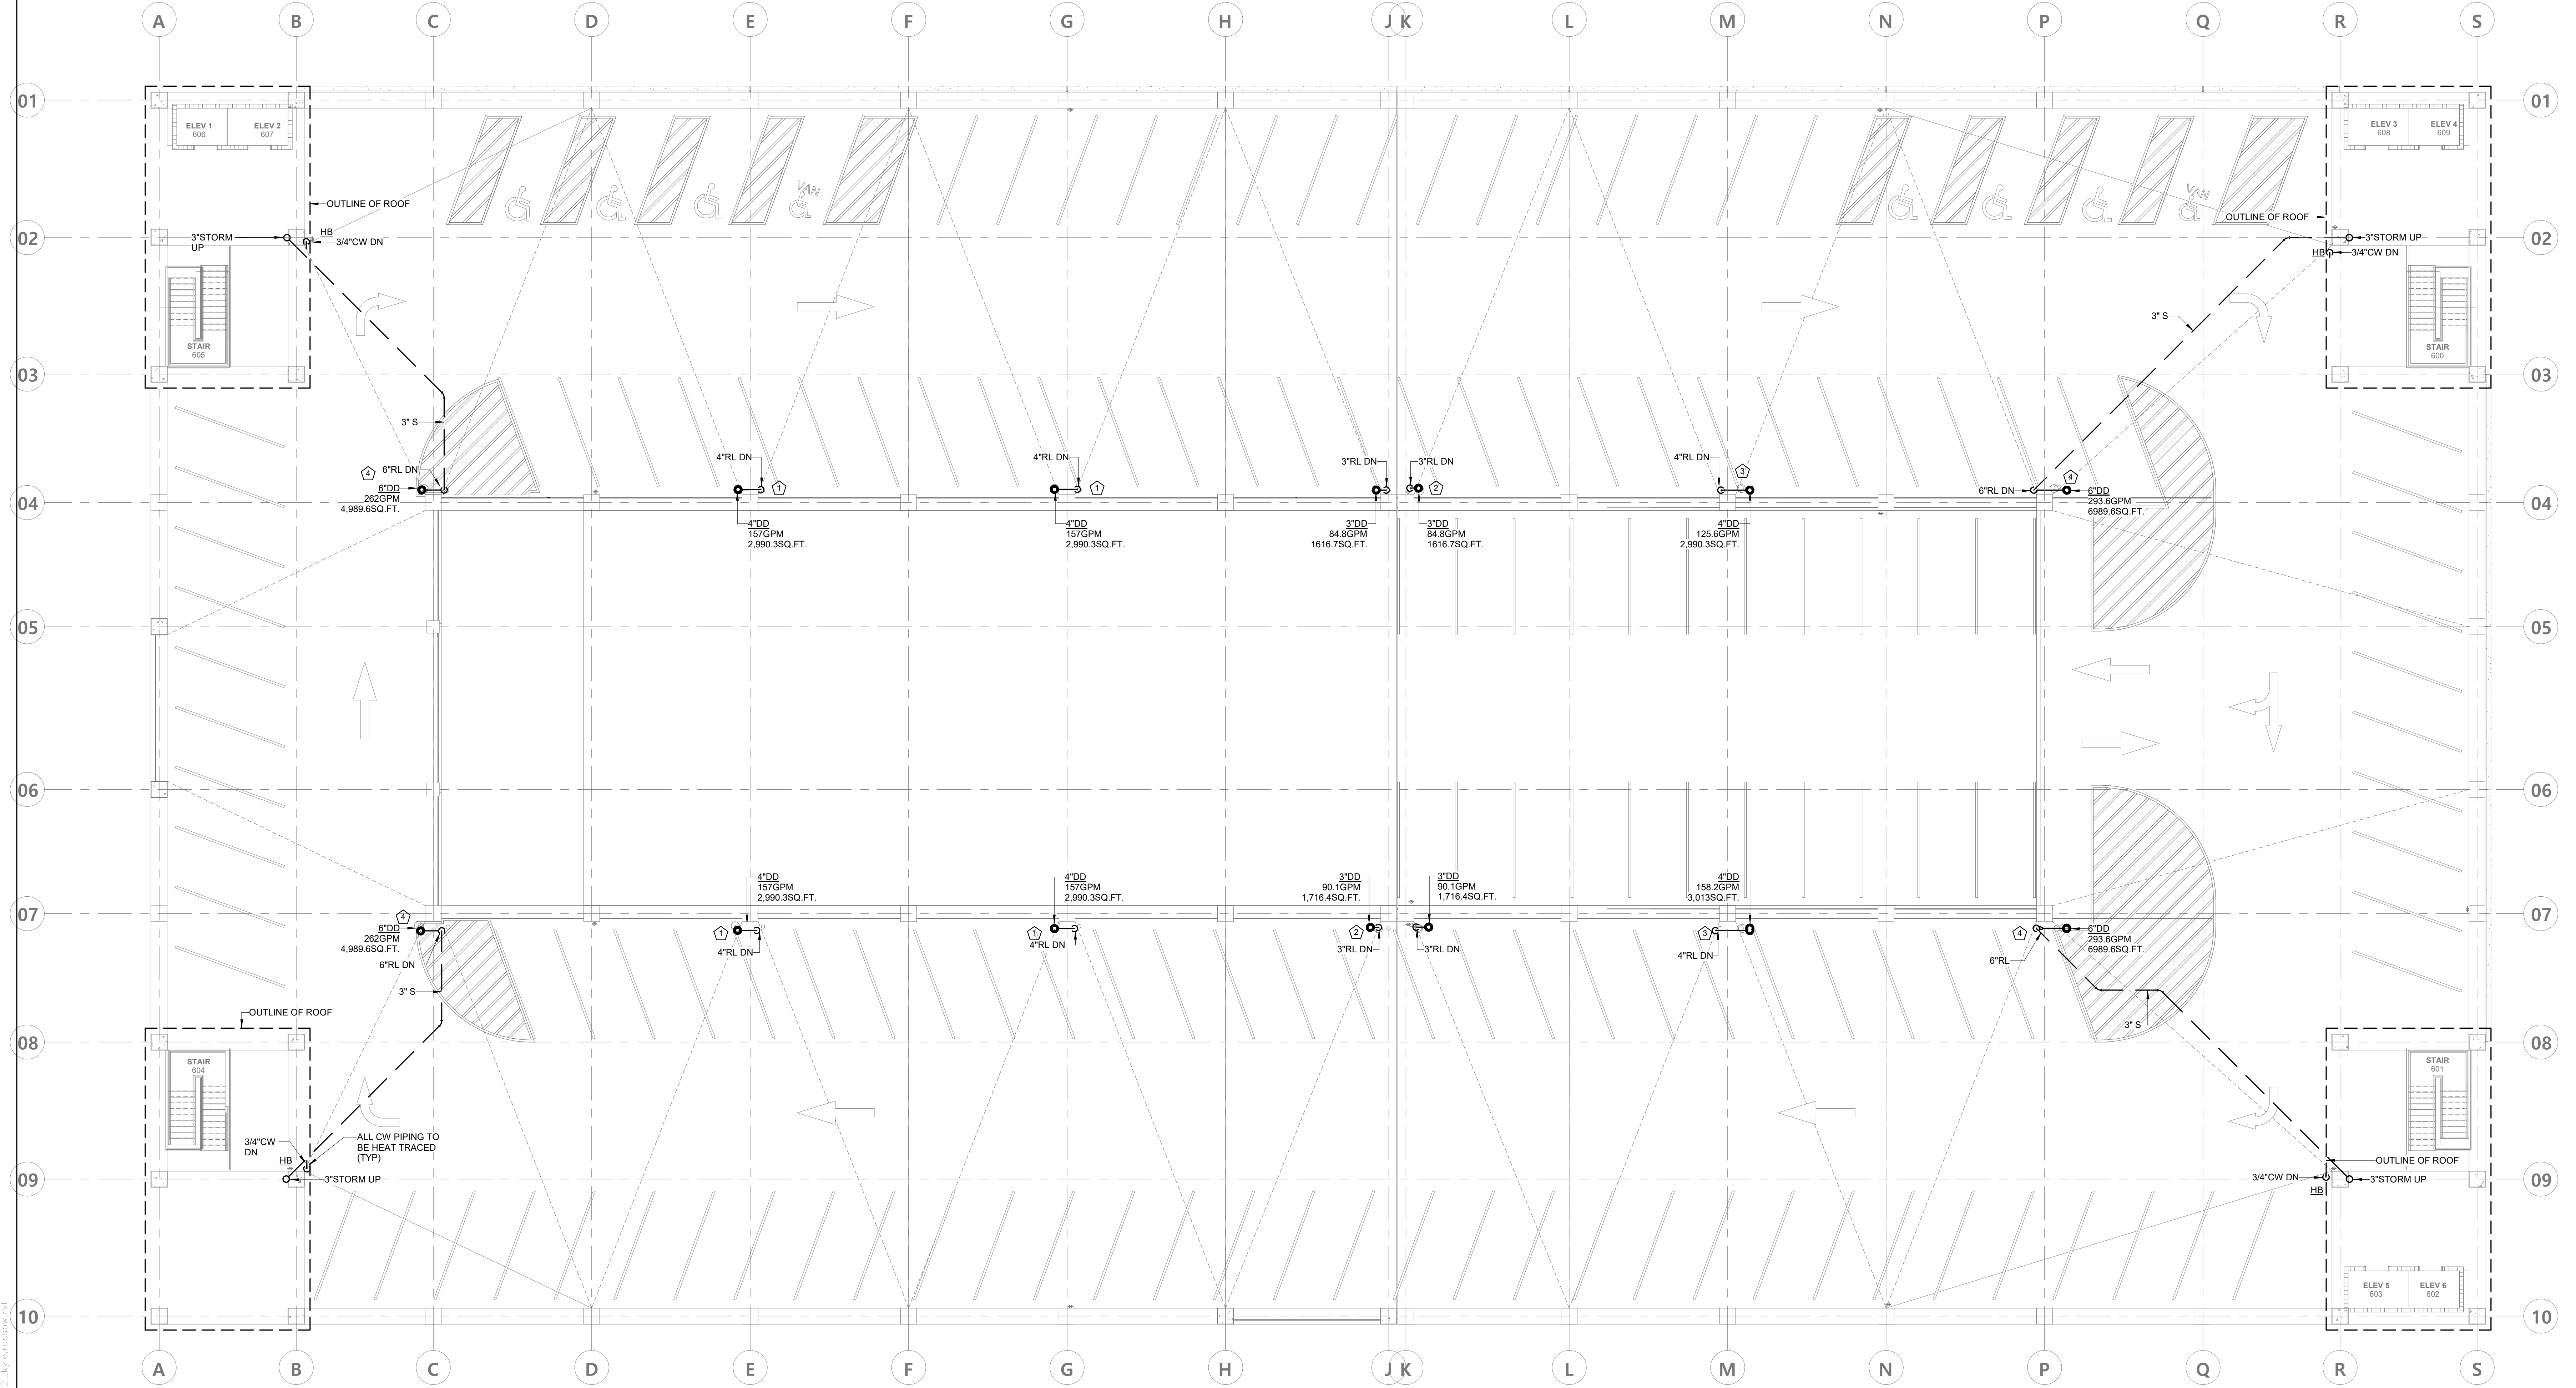 A B C D E F G H J K L M N P Q R S
01 01
ELEV 1
606
ELEV 2
607
ELEV 3
608
ELEV 4
609
VAN
VAN
OUTLINE OF ROOF
OUTLINE OF ROOF
02 02
3"STORM
UP
HB
3/4"CW DN
3"STORM UP
HB
3/4"CW DN
3" S
STAIR
605
STAIR
600
03 03
3" S
4
6"RL DN
6"DD
262GPM
4,989.6SQ.FT.
4"RL DN
1
4"DD
157GPM
2,990.3SQ.FT.
4"RL DN
1
4"DD
157GPM
2,990.3SQ.FT.
3"RL DN
3"DD
84.8GPM
1616.7SQ.FT.
3"RL DN
2
3"DD
84.8GPM
1616.7SQ.FT.
4"RL DN
3
4"DD
125.6GPM
2,990.3SQ.FT.
6"RL DN
4
6"DD
293.6GPM
6989.6SQ.FT.
04 04
05 05
06 06
07 07
4
6"DD
262GPM
4,989.6SQ.FT.
6"RL DN
3" S
4"DD
157GPM
2,990.3SQ.FT.
1
4"RL DN
4"DD
157GPM
2,990.3SQ.FT.
1
4"RL DN
3"DD
90.1GPM
1,716.4SQ.FT.
2
3"RL DN
3"DD
90.1GPM
1,716.4SQ.FT.
3"RL DN
4"DD
158.2GPM
3,013SQ.FT.
3
4"RL DN
4
6"RL
6"DD
293.6GPM
6989.6SQ.FT.
3" S
OUTLINE OF ROOF
08 08
STAIR
604
STAIR
601
3/4"CW
DN
HB
ALL CW PIPING TO
BE HEAT TRACED
(TYP)
3"STORM UP
OUTLINE OF ROOF
3/4"CW DN
HB
3"STORM UP
09 09
ELEV 5
603
ELEV 6
602
10 10
A B C D E F G H J K L M N P Q R S